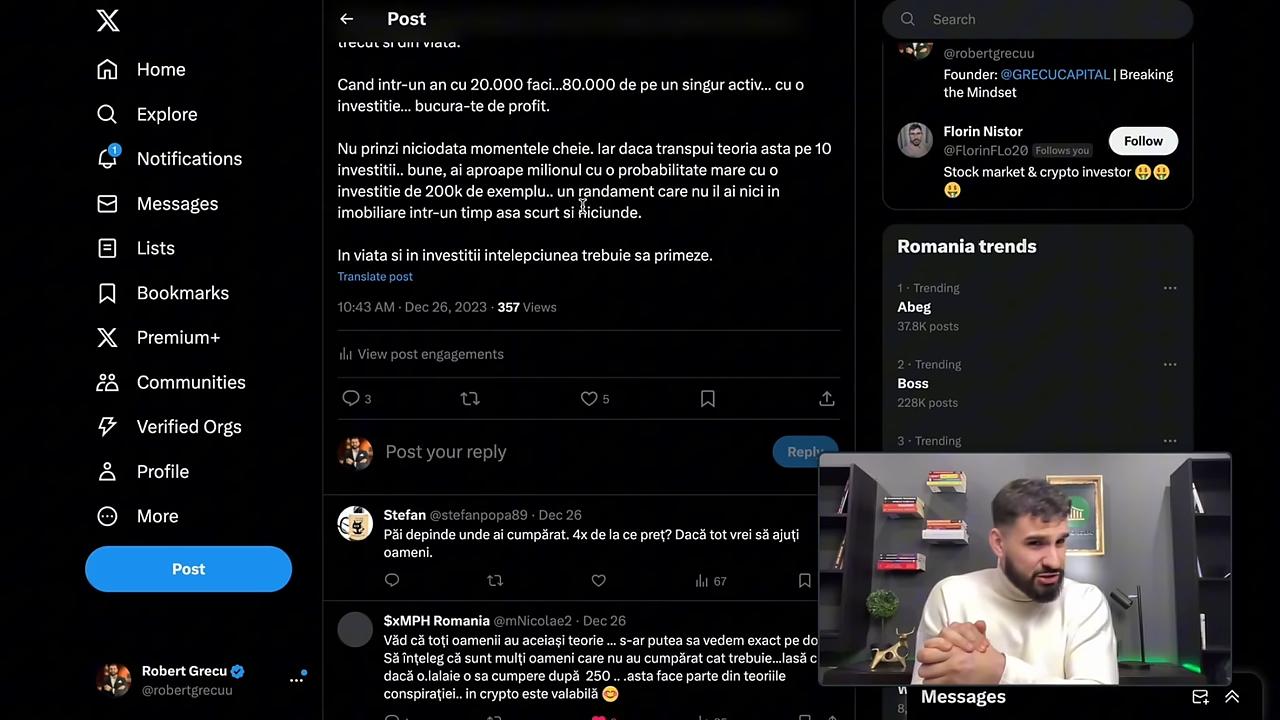 Home
Explore
1
Notifications
Messages
Lists
Bookmarks
Premium+
Communities
Verified Orgs
Profile
More
Post
Robert Grecu
@robertgrecuu
Post
trecut si din viata.
Cand intr-un an cu 20.000 faci...80.000 de pe un singur activ... cu o
investitie... bucura-te de profit.
Nu prinzi niciodata momentele cheie. Iar daca transpui teoria asta pe 10
investitii.. bune, ai aproape milionul cu o probabilitate mare cu o
investitie de 200k de exemplu.. un randament care nu il ai nici in
imobiliare intr-un timp asa scurt si niciunde.
In viata si in investitii intelepciunea trebuie sa primeze.
Translate post
10:43 AM · Dec 26, 2023 · 357 Views
View post engagements
3
5
Post your reply
Reply
Stefan @stefanpopa89 · Dec 26
Păi depinde unde ai cumpărat. 4x de la ce preț? Dacă tot vrei să ajuți
oameni.
67
$xMPH Romania @mNicolae2 · Dec 26
Văd că toți oamenii au aceiași teorie ... s-ar putea sa vedem exact pe do
Să înțeleg că sunt mulți oameni care nu au cumpărat cat trebuie...lasă c
dacă o.lalaie o sa cumpere după 250 .. .asta face parte din teoriile
conspirației.. in crypto este valabilă 😊
Search
@robertgrecuu
Founder: @GRECUCAPITAL | Breaking
the Mindset
Florin Nistor
@FlorinFLo20 Follows you
Follow
Stock market & crypto investor 🤑🤑
🤑
Romania trends
1 · Trending
Abeg
37.8K posts
2 · Trending
Boss
228K posts
3 · Trending
Messages